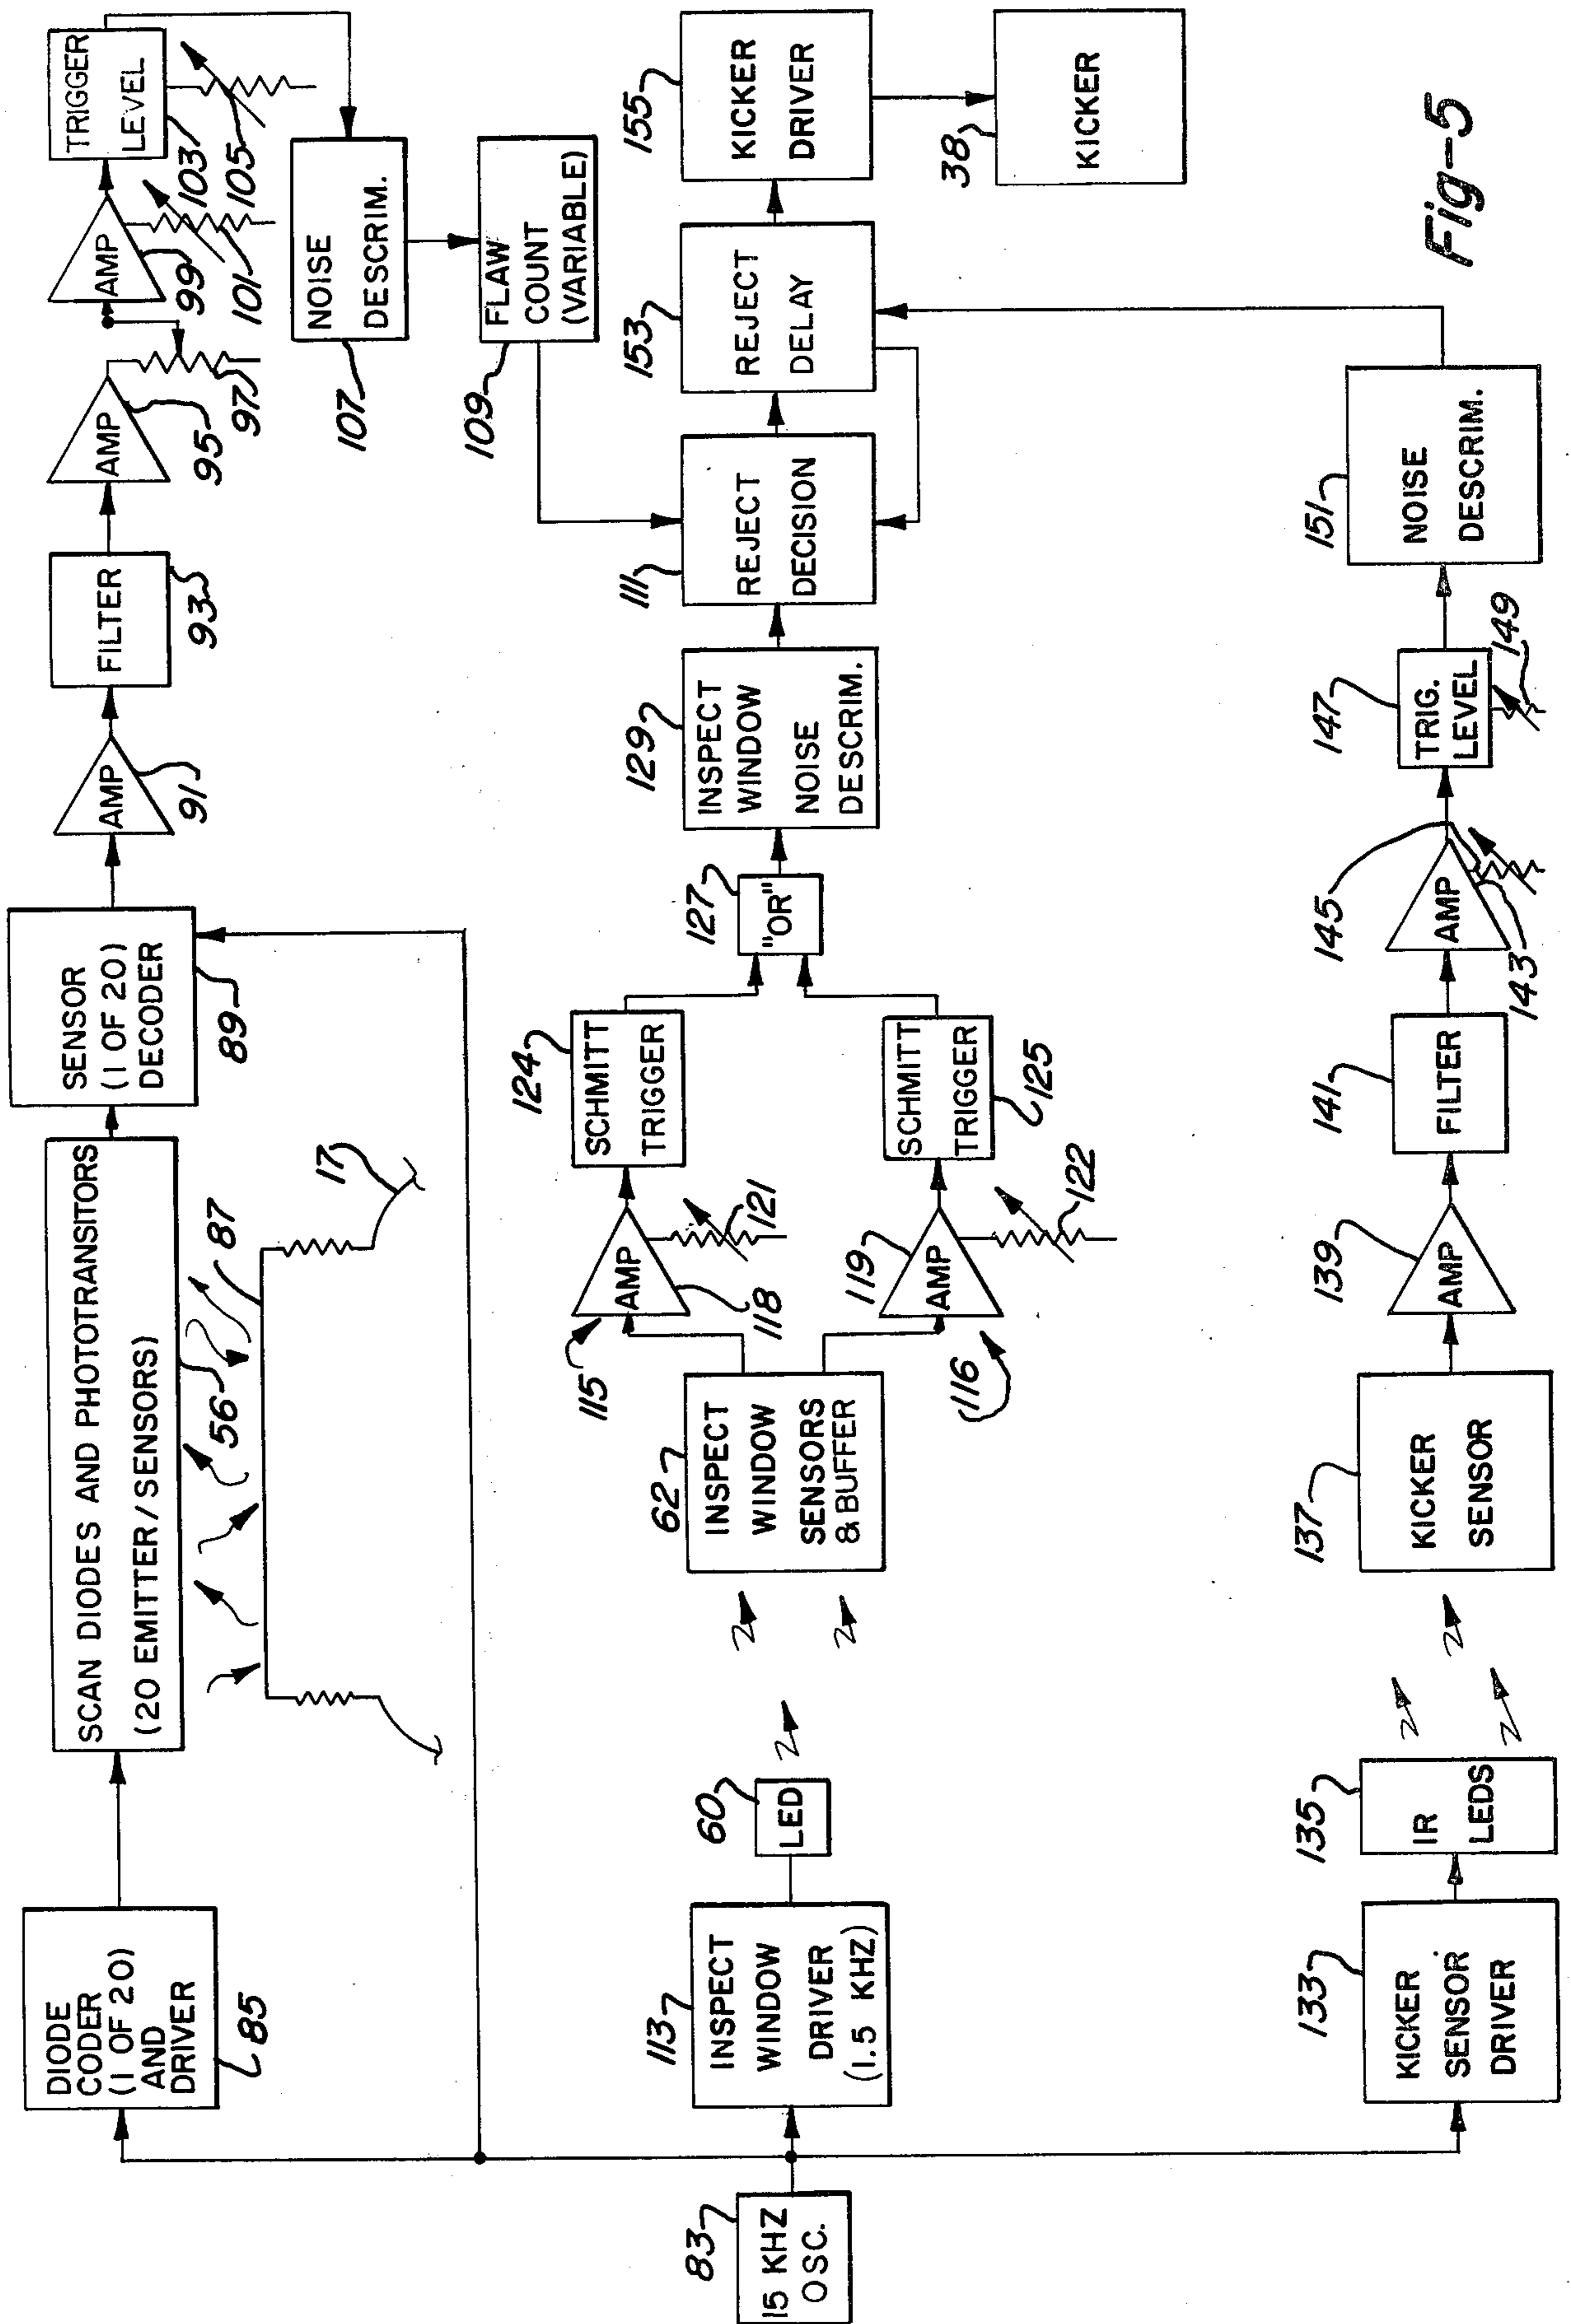 15 KHZ
OSC.
83
DIODE
CODER
(1 OF 20)
AND
DRIVER
85
SCAN DIODES AND PHOTOTRANSITORS
(20 EMITTER/SENSORS)
56
87
17
SENSOR
(1 OF 20)
DECODER
89
AMP
91
FILTER
93
AMP
95
97
AMP
99
101
TRIGGER
LEVEL
103
105
NOISE
DESCRIM.
107
FLAW
COUNT
(VARIABLE)
109
113
INSPECT
WINDOW
DRIVER
(1.5 KHZ)
60
LED
62
INSPECT
WINDOW
SENSORS
& BUFFER
115
AMP
118
121
116
119
AMP
122
124
SCHMITT
TRIGGER
SCHMITT
TRIGGER
125
127
"OR"
129
INSPECT
WINDOW
NOISE
DESCRIM.
111
REJECT
DECISION
153
REJECT
DELAY
155
KICKER
DRIVER
38
KICKER
133
KICKER
SENSOR
DRIVER
135
IR
LEDS
137
KICKER
SENSOR
139
AMP
141
FILTER
145
AMP
143
147
TRIG.
LEVEL
149
151
NOISE
DESCRIM.
Fig-5